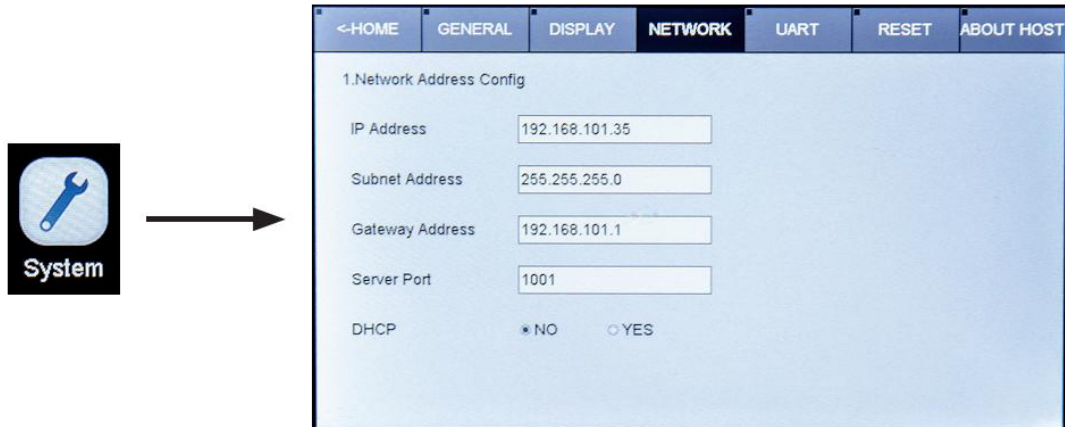 <-HOME GENERAL DISPLAY NETWORK UART RESET ABOUT HOST
1.Network Address Config
IP Address 192.168.101.35
Subnet Address 255.255.255.0
Gateway Address 192.168.101.1
Server Port 1001
DHCP NO YES
System